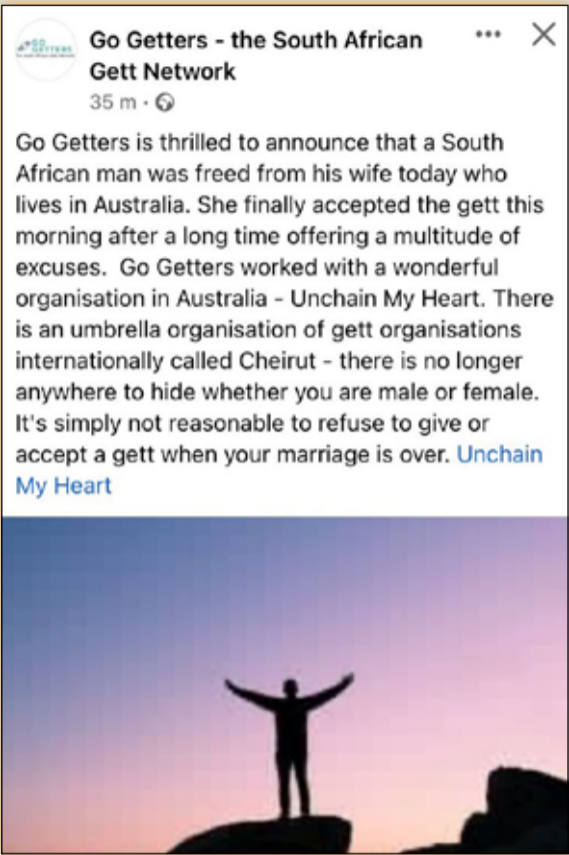 GO
GETTERS
Go Getters - the South African
Gett Network
35 m ·
Go Getters is thrilled to announce that a South
African man was freed from his wife today who
lives in Australia. She finally accepted the gett this
morning after a long time offering a multitude of
excuses.  Go Getters worked with a wonderful
organisation in Australia - Unchain My Heart. There
is an umbrella organisation of gett organisations
internationally called Cheirut - there is no longer
anywhere to hide whether you are male or female.
It's simply not reasonable to refuse to give or
accept a gett when your marriage is over. Unchain
My Heart